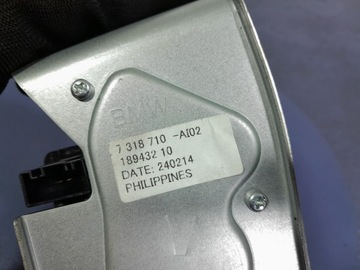 BMW
7 318 710 -AI02
189432 10
DATE: 240214
PHILIPPINES
L